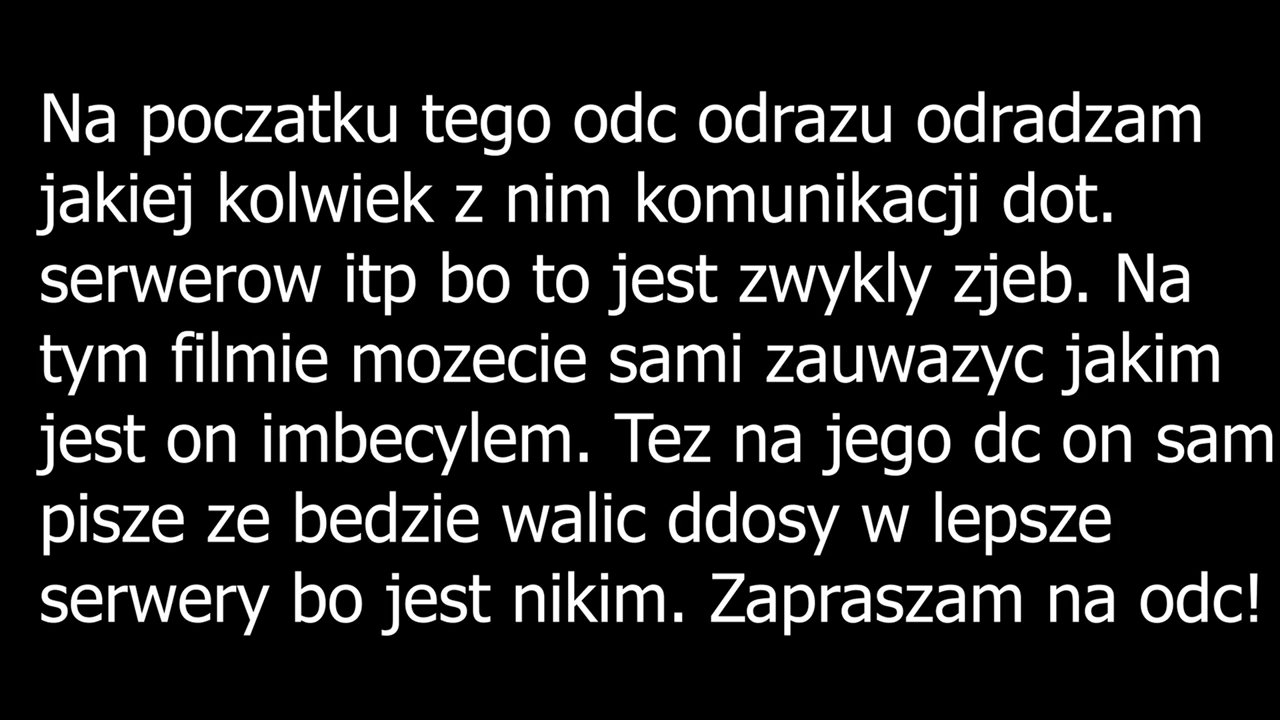 Na poczatku tego odc odrazu odradzam
jakiej kolwiek z nim komunikacji dot.
serwerow itp bo to jest zwykly zjeb. Na
tym filmie mozecie sami zauwazyc jakim
jest on imbecylem. Tez na jego dc on sam
pisze ze bedzie walic ddosy w lepsze
serwery bo jest nikim. Zapraszam na odc!